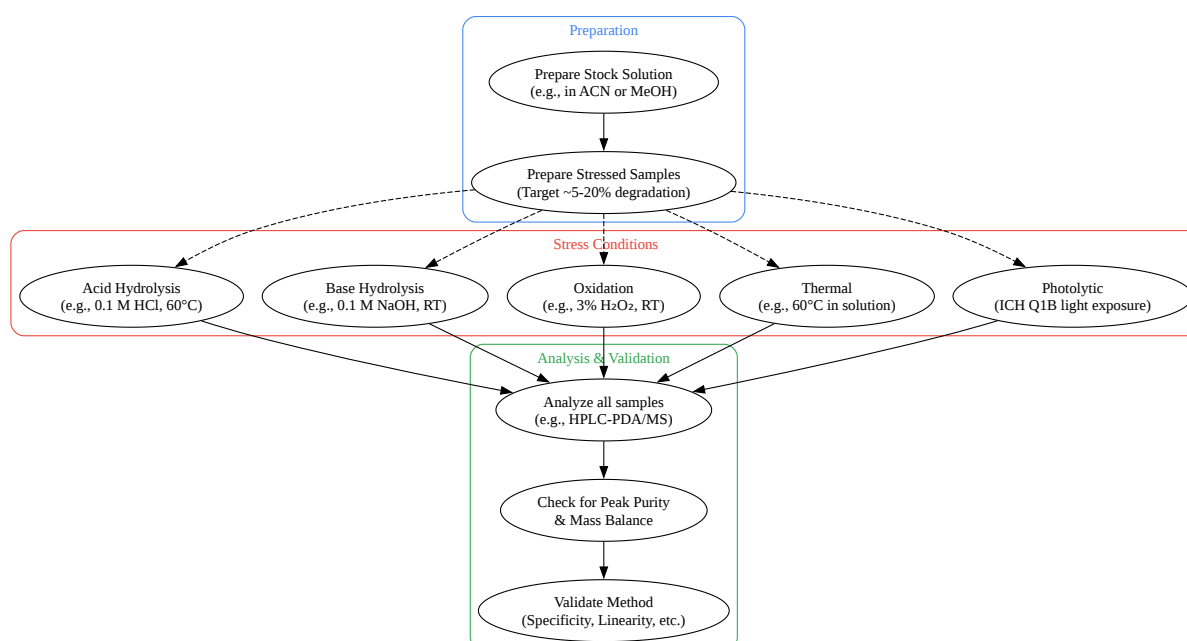 Preparation
Prepare Stock Solution
(e.g., in ACN or MeOH)
Prepare Stressed Samples
(Target ~5-20% degradation)
Stress Conditions
Acid Hydrolysis
(e.g., 0.1 M HCl, 60°C)
Base Hydrolysis
(e.g., 0.1 M NaOH, RT)
Oxidation
(e.g., 3% H₂O₂, RT)
Thermal
(e.g., 60°C in solution)
Photolytic
(ICH Q1B light exposure)
Analysis & Validation
Analyze all samples
(e.g., HPLC-PDA/MS)
Check for Peak Purity
& Mass Balance
Validate Method
(Specificity, Linearity, etc.)